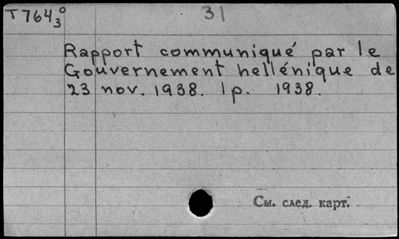 T7643° 31
Rapport communiqué par le
Gouvernement hellénique de
23 nov. 1938. 1p. 1938.
См. след. карт.